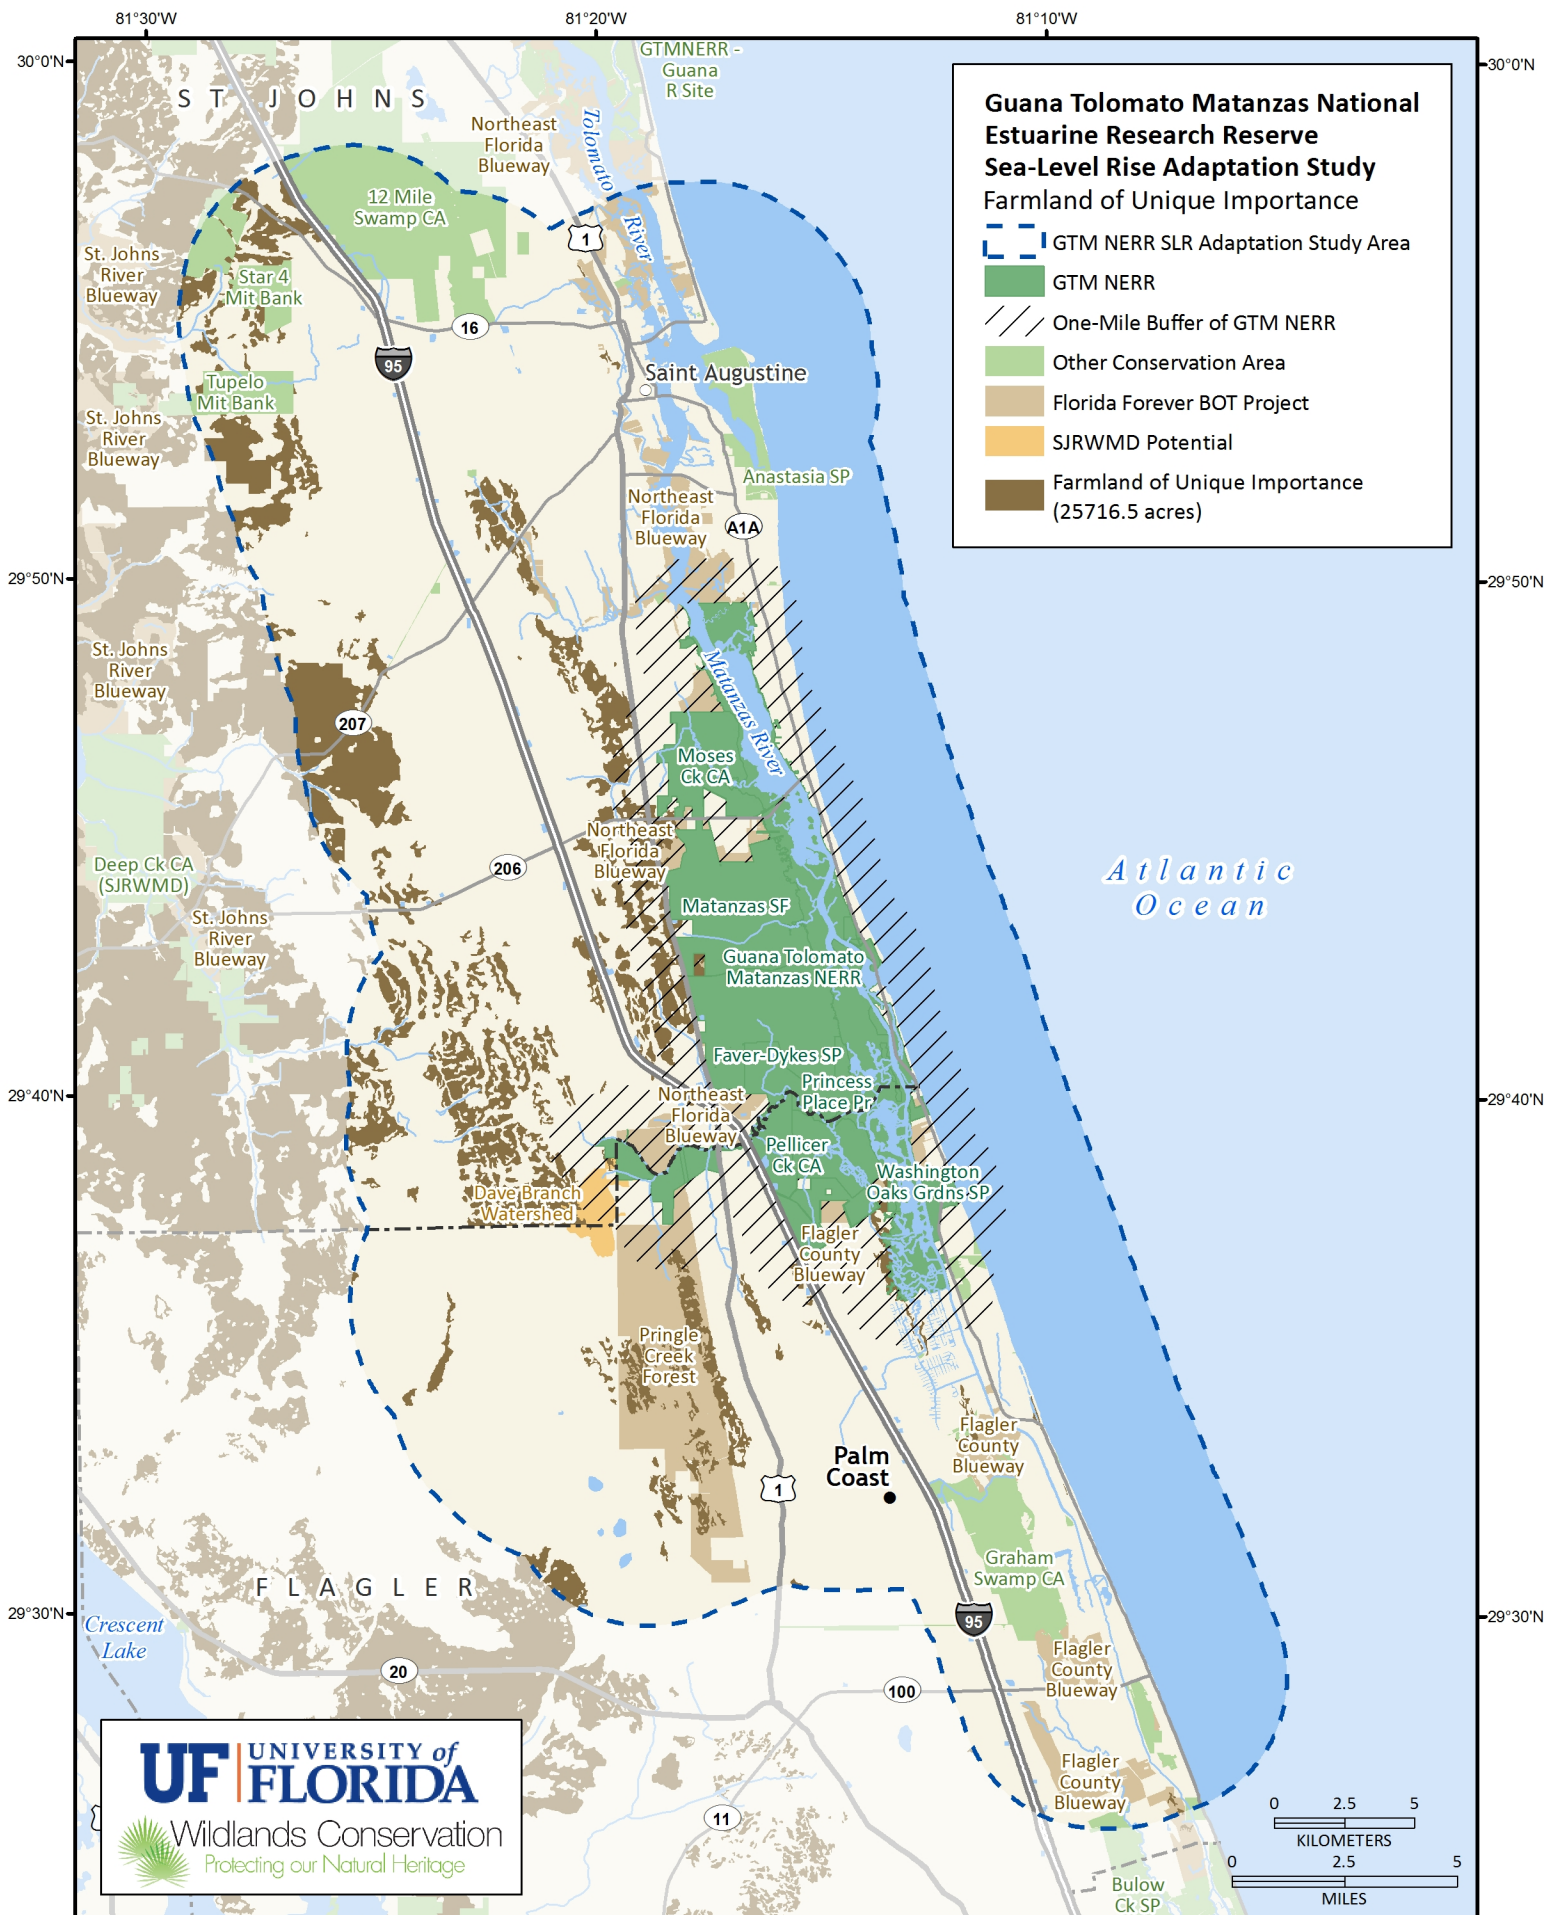 81°30'W
81°20'W
81°10'W
30°0'N
30°0'N
GTMNERR -
Guana
R Site
ST JOHNS
Northeast
Florida
Blueway
Tolomato
River
12 Mile
Swamp CA
1
St. Johns
River
Blueway
Star 4
Mit Bank
16
95
Saint Augustine
Tupelo
Mit Bank
St. Johns
River
Blueway
Anastasia SP
Northeast
Florida
Blueway
A1A
29°50'N
29°50'N
St. Johns
River
Blueway
Matanzas River
207
Moses
Ck CA
Northeast
Florida
Blueway
206
Deep Ck CA
(SJRWMD)
Atlantic
Ocean
Matanzas SF
St. Johns
River
Blueway
Guana Tolomato
Matanzas NERR
Faver-Dykes SP
Princess
Place Pr
29°40'N
29°40'N
Northeast
Florida
Blueway
Pellicer
Ck CA
Washington
Oaks Grdns SP
Dave Branch
Watershed
Flagler
County
Blueway
Pringle
Creek
Forest
Flagler
County
Blueway
Palm
Coast
1
Graham
Swamp CA
FLAGLER
29°30'N
29°30'N
95
Crescent
Lake
20
100
Flagler
County
Blueway
Flagler
County
Blueway
11
Bulow
Ck SP
Guana Tolomato Matanzas National
Estuarine Research Reserve
Sea-Level Rise Adaptation Study
Farmland of Unique Importance
GTM NERR SLR Adaptation Study Area
GTM NERR
One-Mile Buffer of GTM NERR
Other Conservation Area
Florida Forever BOT Project
SJRWMD Potential
Farmland of Unique Importance
(25716.5 acres)
UF UNIVERSITY of
FLORIDA
Wildlands Conservation
Protecting our Natural Heritage
0 2.5 5
KILOMETERS
0 2.5 5
MILES